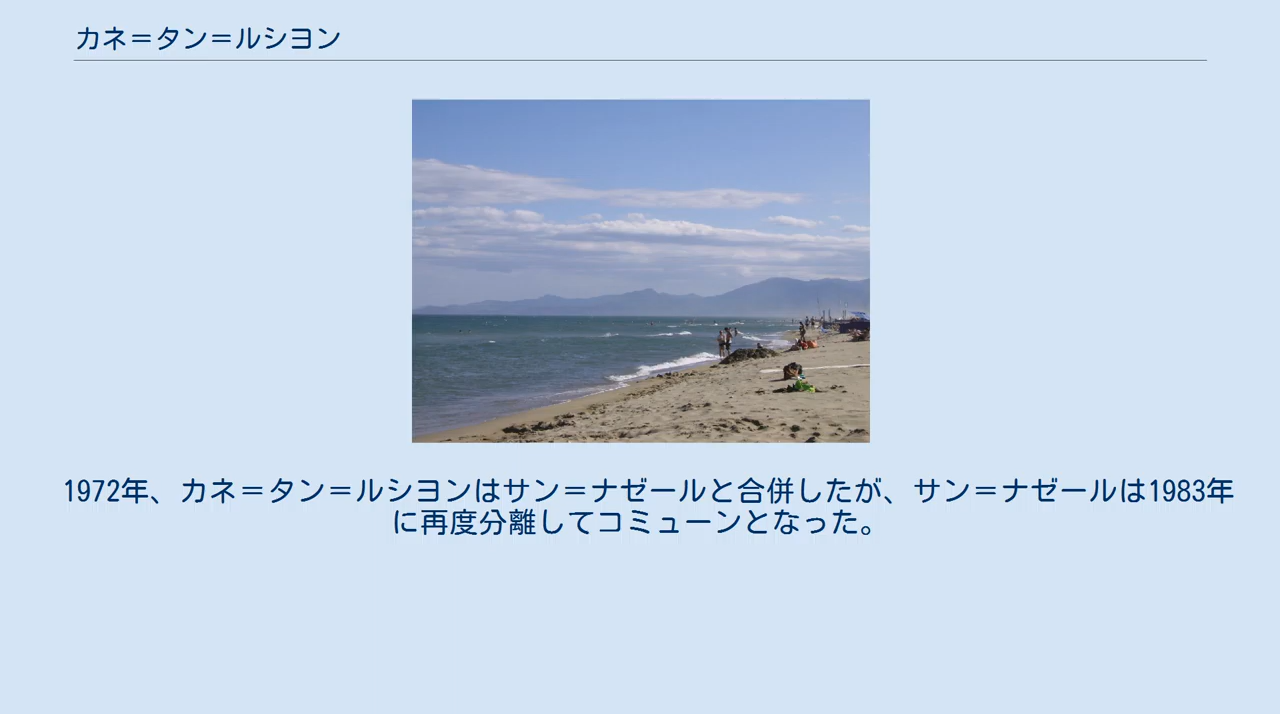 カネ＝タン＝ルシヨン
1972年、カネ＝タン＝ルシヨンはサン＝ナゼールと合併したが、サン＝ナゼールは1983年
に再度分離してコミューンとなった。